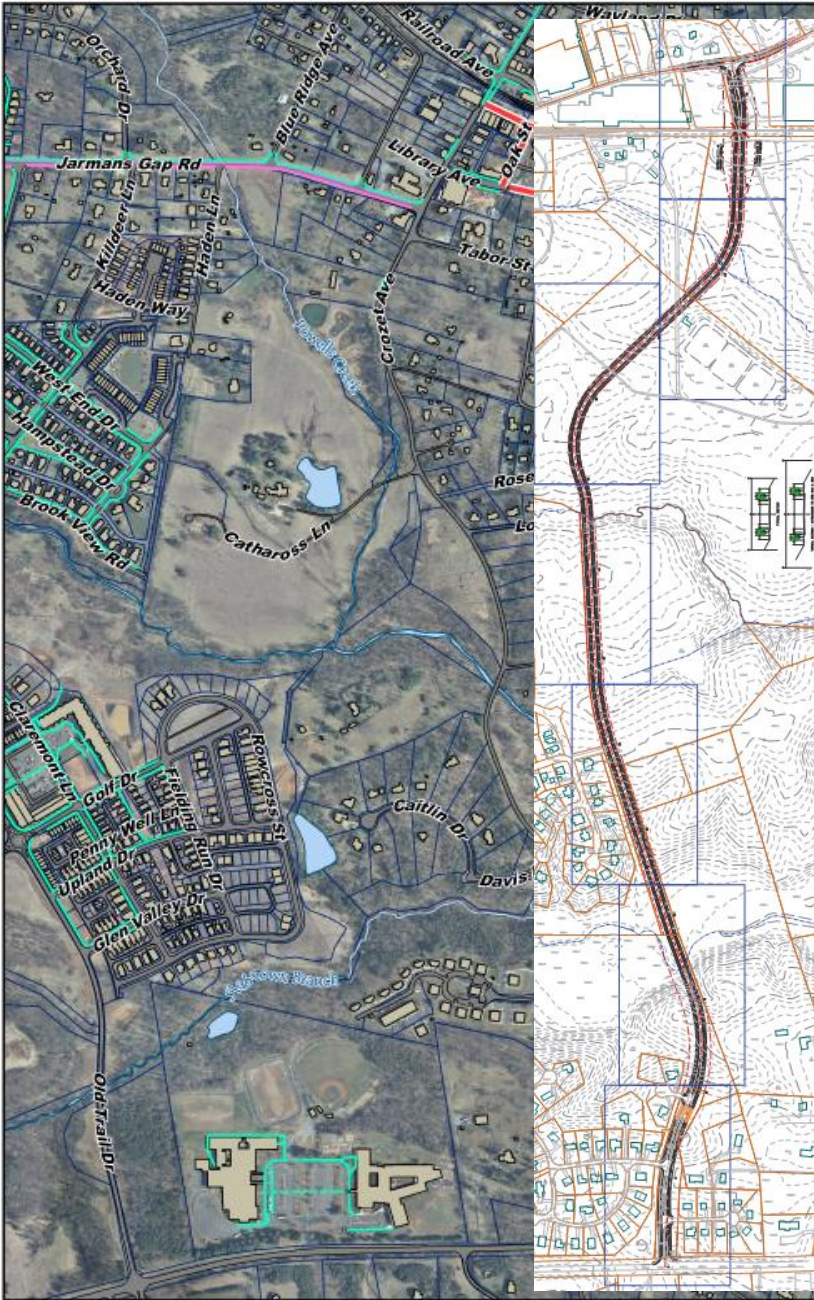 Wayland
Railroad Ave
Orchard Dr
Blue Ridge Ave
Oak St
Library Ave
Jarmans Gap Rd
Killdeer Ln
Haden Ln
Tabor St
Haden Way
Crozet Ave
West End Dr
Hampstead Dr
Brook View Rd
Rose
Lo
Cathaross Ln
Claremont Ln
Rowcross St
Golf Dr
Fielding Run Dr
Penny Well Ln
Caitlin Dr
Upland Dr
Davis
Glen Valley Dr
Old Trail Dr